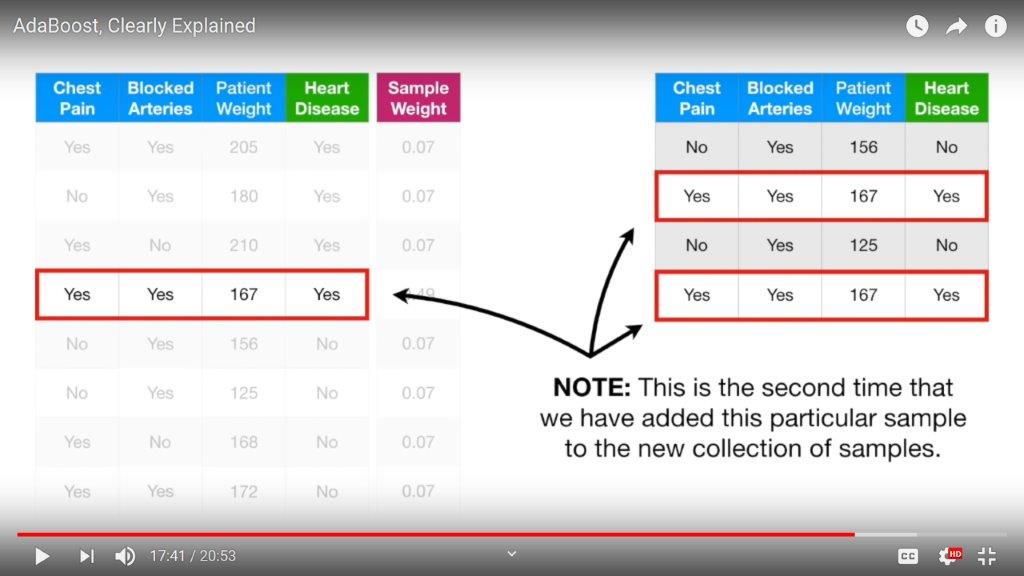 AdaBoost, Clearly Explained
Chest Pain Blocked Arteries Patient Weight Heart Disease Sample Weight
Yes Yes 205 Yes 0.07
No Yes 180 Yes 0.07
Yes No 210 Yes 0.07
Yes Yes 167 Yes
No Yes 156 No 0.07
No Yes 125 No 0.07
Yes No 168 No 0.07
Yes Yes 172 No 0.07
Chest Pain Blocked Arteries Patient Weight Heart Disease
No Yes 156 No
Yes Yes 167 Yes
No Yes 125 No
Yes Yes 167 Yes
NOTE: This is the second time that
we have added this particular sample
to the new collection of samples.
17:41 / 20:53
CC
HD